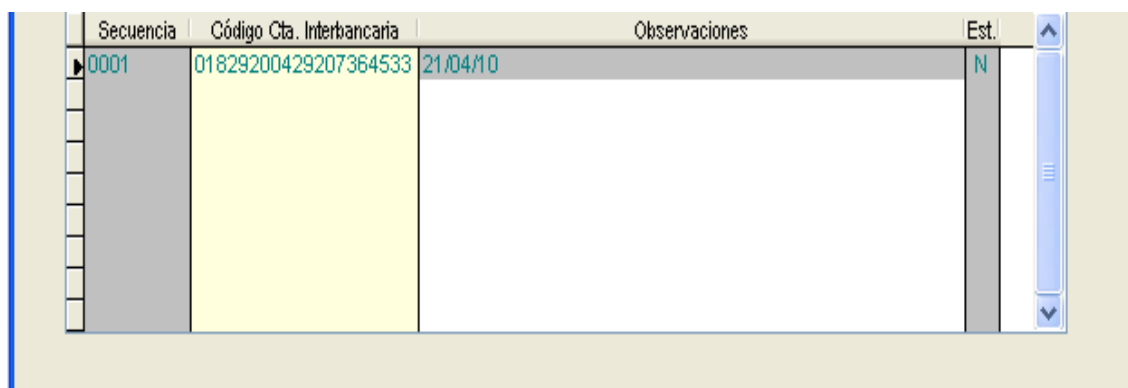 Secuencia Código Cta. Interbancaria Observaciones Est.
0001 01829200429207364533 21/04/10 N